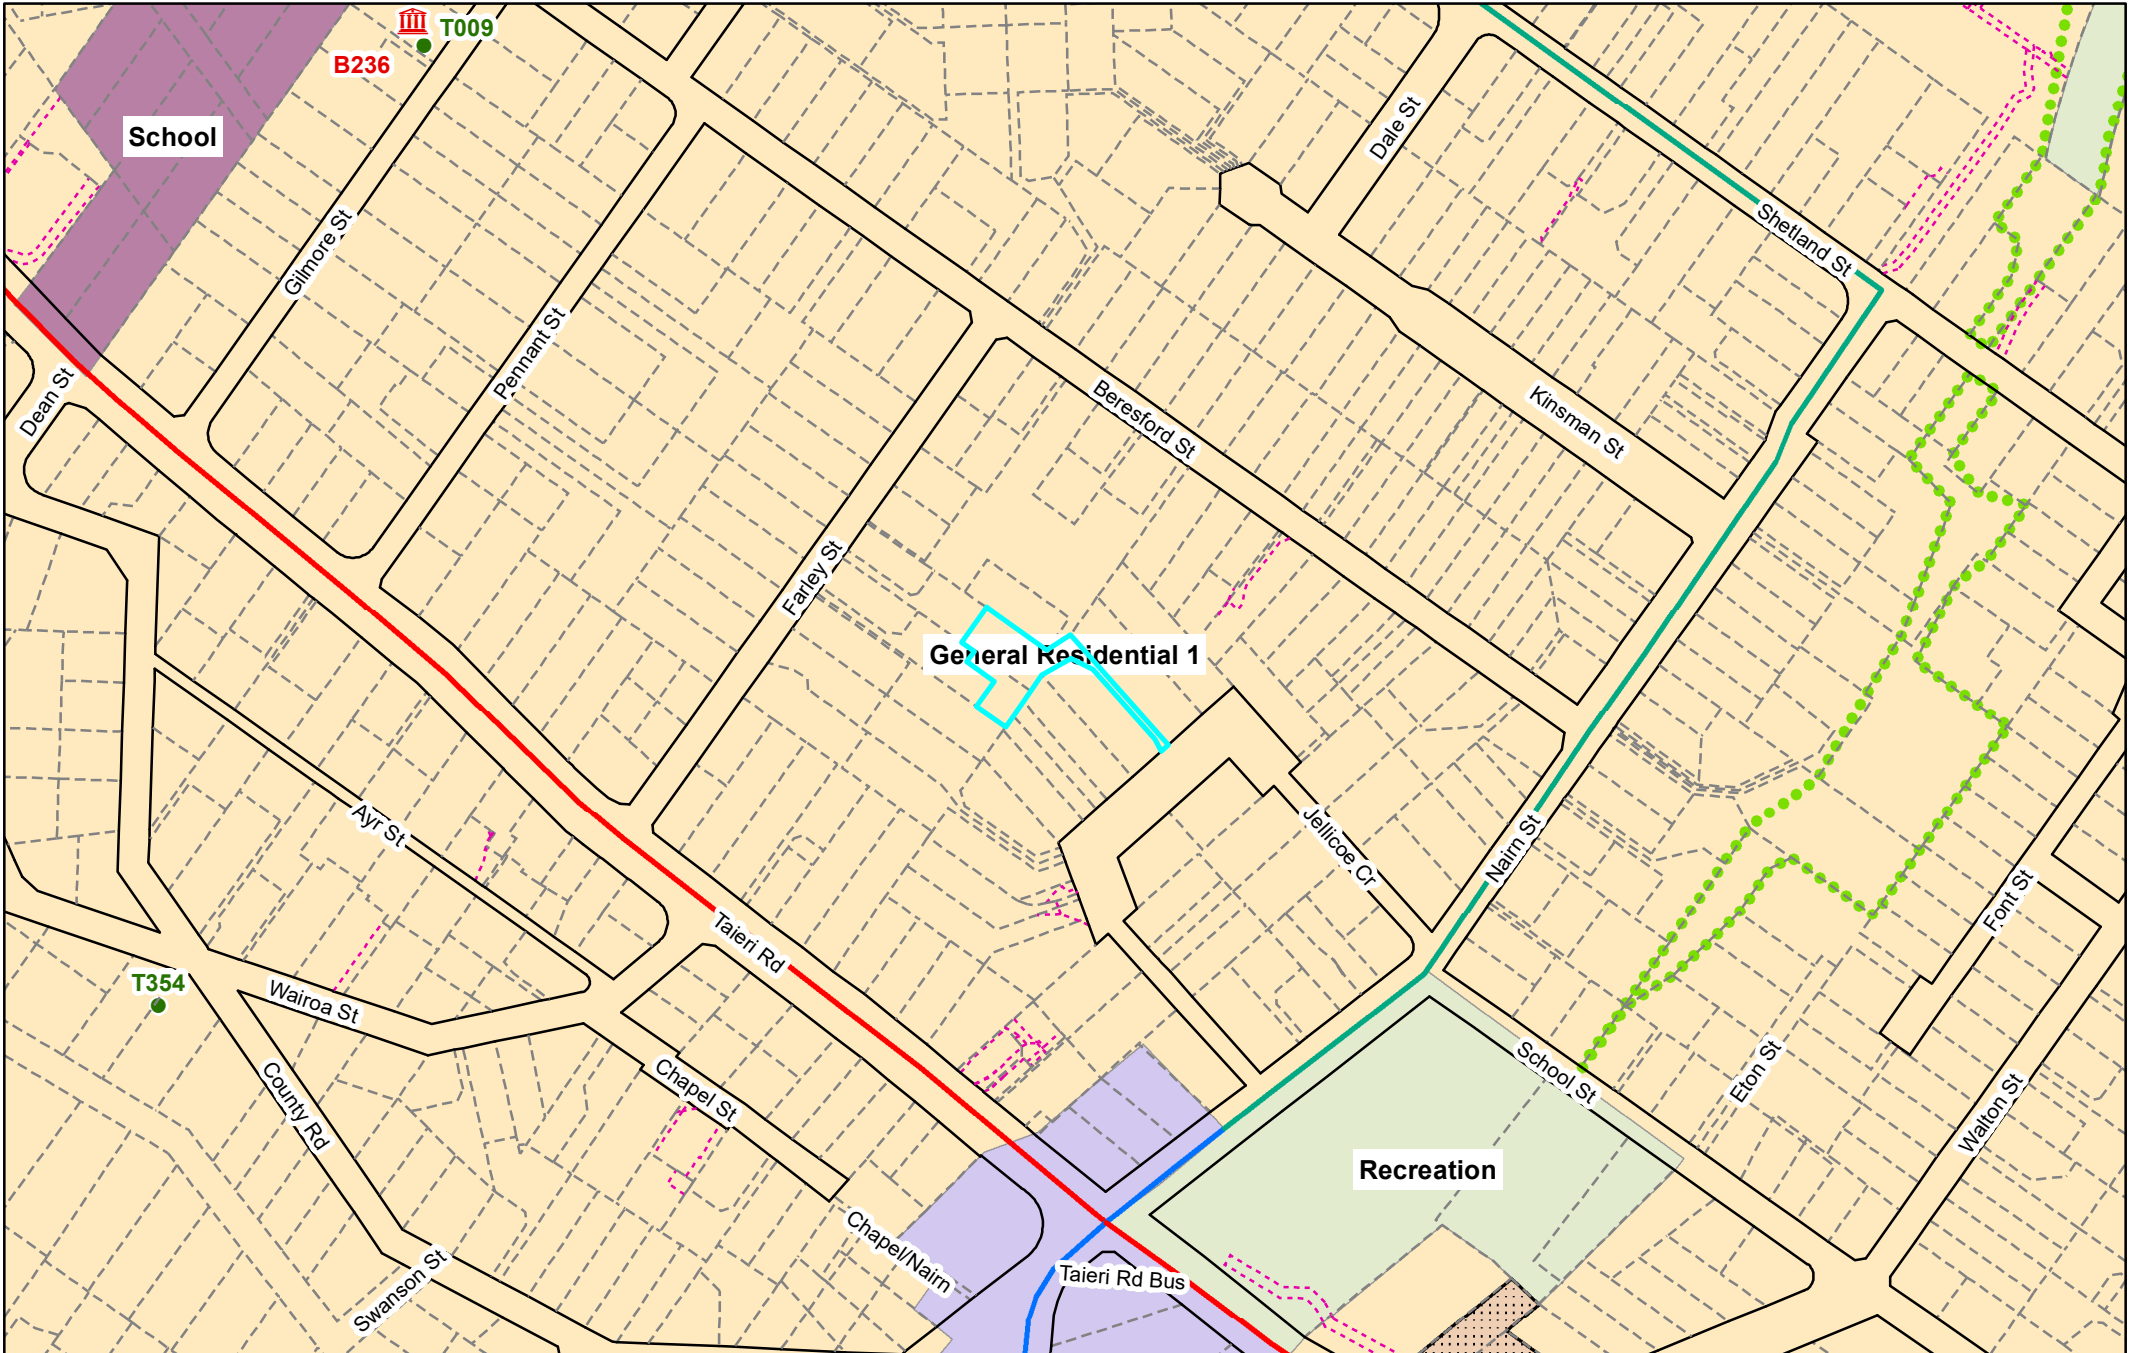 T009
B236
School
Dale St
Gilmore St
Shetland St
Pennant St
Dean St
Beresford St
Kinsman St
Farley St
General Residential 1
Ayr St
Jellicoe Cr
Nairn St
Font St
Taieri Rd
T354
Wairoa St
Chapel St
County Rd
School St
Eton St
Walton St
Recreation
Chapel/Nairn
Taieri Rd Bus
Swanson St